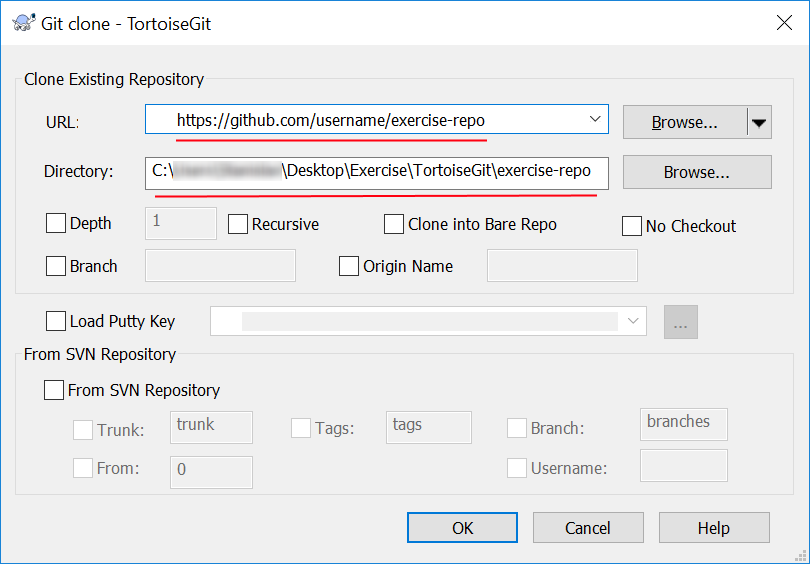 Git clone - TortoiseGit
Clone Existing Repository
URL: https://github.com/username/exercise-repo Browse...
Directory: C:\ \Desktop\Exercise\TortoiseGit\exercise-repo Browse...
Depth 1 Recursive Clone into Bare Repo No Checkout
Branch Origin Name
Load Putty Key ...
From SVN Repository
From SVN Repository
Trunk: trunk Tags: tags Branch: branches
From: 0 Username:
OK Cancel Help